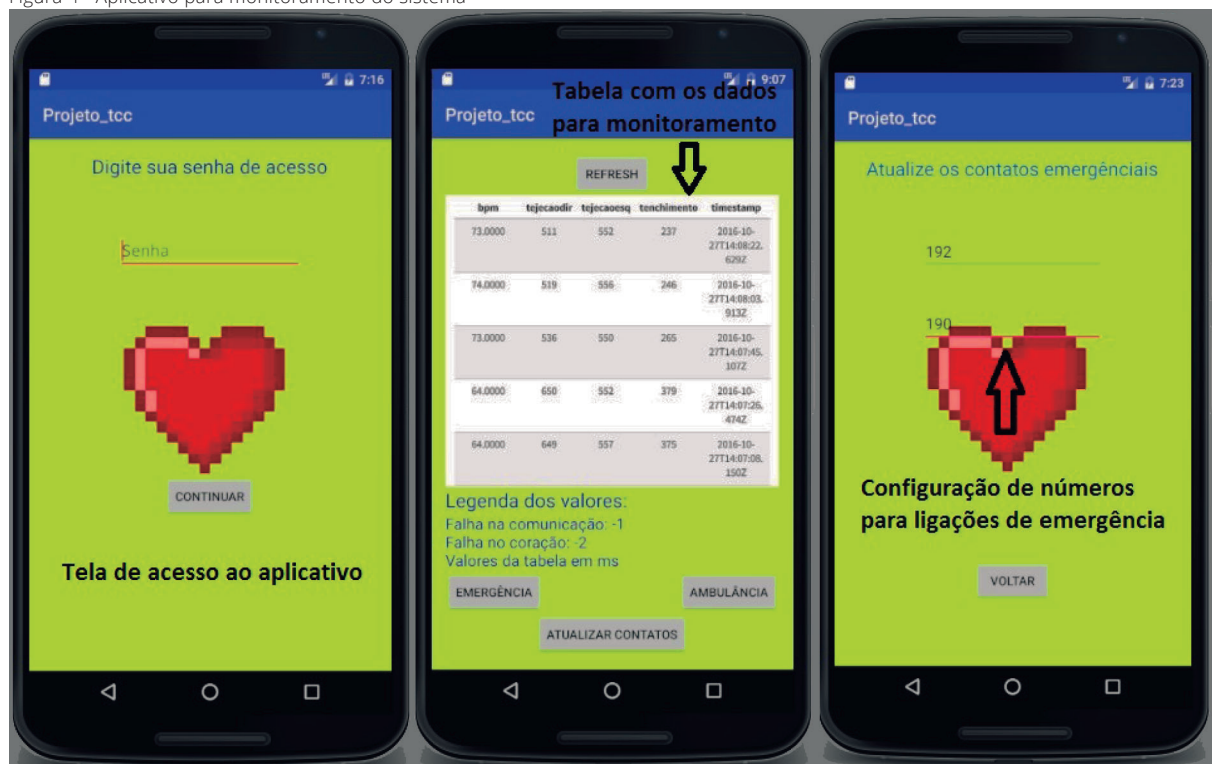 Figura 4 - Aplicativo para monitoramento do sistema
7:16
Projeto_tcc
Digite sua senha de acesso
Senha
CONTINUAR
Tela de acesso ao aplicativo
9:07
Projeto_tcc
Tabela com os dados
para monitoramento
REFRESH
bpm tejecaodir tejecaoesq tenchimento timestamp
73.0000 511 552 237 2016-10-
27T14:08:22.
629Z
74.0000 519 556 246 2016-10-
27T14:08:03.
913Z
73.0000 536 550 265 2016-10-
27T14:07:45.
107Z
64.0000 650 552 379 2016-10-
27T14:07:26.
474Z
64.0000 649 557 375 2016-10-
27T14:07:08.
150Z
Legenda dos valores:
Falha na comunicação: -1
Falha no coração: -2
Valores da tabela em ms
EMERGÊNCIA
AMBULÂNCIA
ATUALIZAR CONTATOS
7:23
Projeto_tcc
Atualize os contatos emergênciais
192
190
Configuração de números
para ligações de emergência
VOLTAR